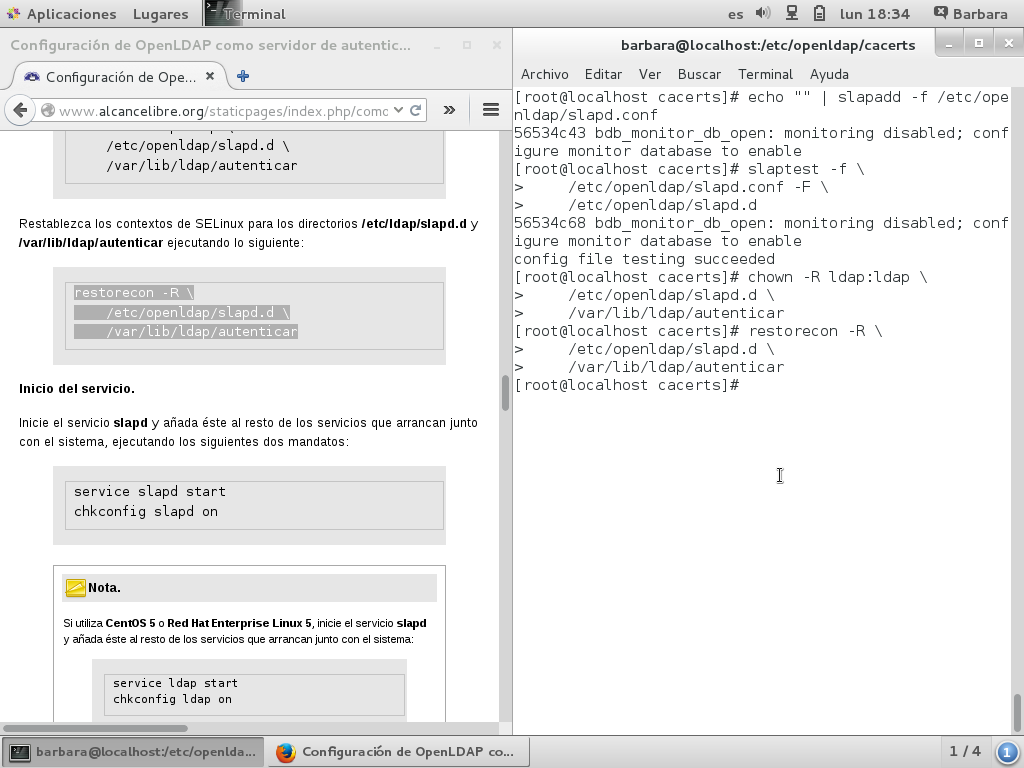 Aplicaciones Lugares Terminal es lun 18:34 Barbara
Configuración de OpenLDAP como servidor de autentic...
Configuración de Ope...
www.alcancelibre.org/staticpages/index.php/como
/etc/openldap/slapd.d \
/var/lib/ldap/autenticar
Restablezca los contextos de SELinux para los directorios /etc/ldap/slapd.d y
/var/lib/ldap/autenticar ejecutando lo siguiente:
restorecon -R \
/etc/openldap/slapd.d \
/var/lib/ldap/autenticar
Inicio del servicio.
Inicie el servicio slapd y añada éste al resto de los servicios que arrancan junto
con el sistema, ejecutando los siguientes dos mandatos:
service slapd start
chkconfig slapd on
Nota.
Si utiliza CentOS 5 o Red Hat Enterprise Linux 5, inicie el servicio slapd
y añada éste al resto de los servicios que arrancan junto con el sistema:
service ldap start
chkconfig ldap on
barbara@localhost:/etc/openldap/cacerts
Archivo Editar Ver Buscar Terminal Ayuda
[root@localhost cacerts]# echo "" | slapadd -f /etc/ope
nldap/slapd.conf
56534c43 bdb_monitor_db_open: monitoring disabled; conf
igure monitor database to enable
[root@localhost cacerts]# slaptest -f \
> /etc/openldap/slapd.conf -F \
> /etc/openldap/slapd.d
56534c68 bdb_monitor_db_open: monitoring disabled; conf
igure monitor database to enable
config file testing succeeded
[root@localhost cacerts]# chown -R ldap:ldap \
> /etc/openldap/slapd.d \
> /var/lib/ldap/autenticar
[root@localhost cacerts]# restorecon -R \
> /etc/openldap/slapd.d \
> /var/lib/ldap/autenticar
[root@localhost cacerts]#
barbara@localhost:/etc/openlda... Configuración de OpenLDAP co... 1 / 4 1